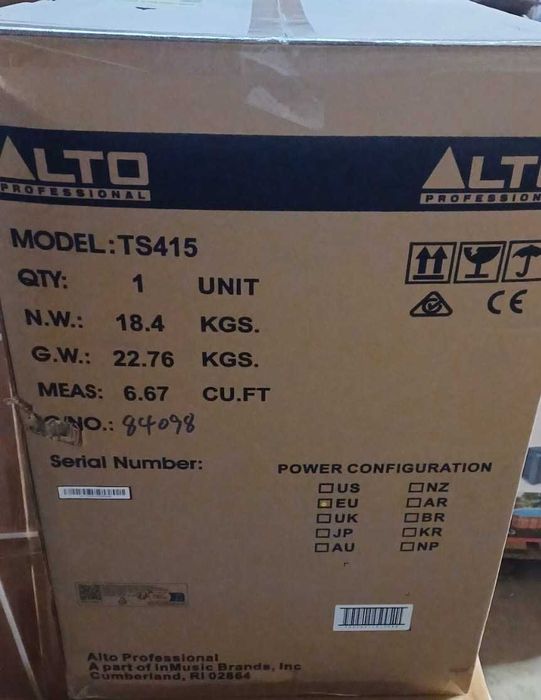 ALTO
PROFESSIONAL
ALT
PROFESSION
MODEL:TS415
QTY: 1 UNIT
N.W.: 18.4 KGS.
G.W.: 22.76 KGS.
MEAS: 6.67 CU.FT
/NO.: 84098
CE
Serial Number:
POWER CONFIGURATION
US NZ
EU AR
UK BR
JP KR
AU NP
Alto Professional
A part of inMusic Brands, Inc
Cumberland, RI 02864